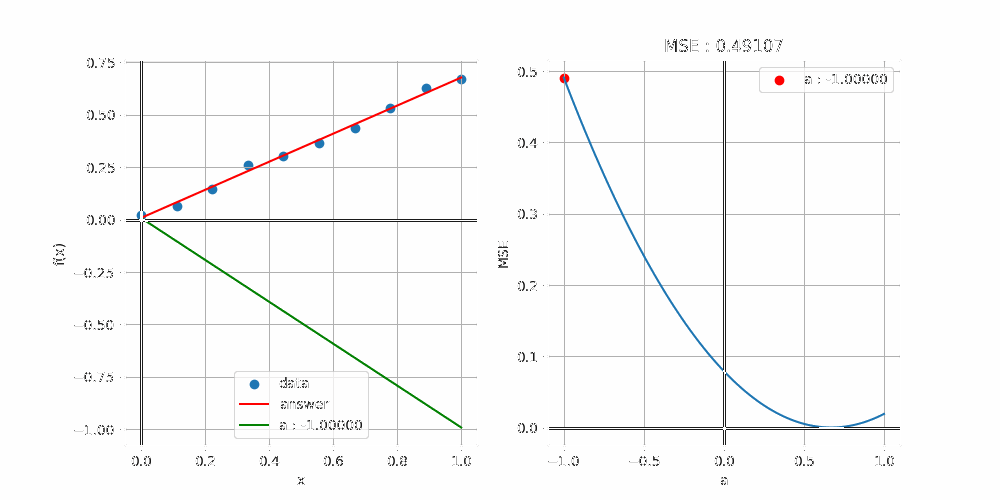 MSE : 0.49107
0.75
0.50
0.25
0.00
−0.25
−0.50
−0.75
−1.00
f(x)
data
answer
a : -1.00000
0.0 0.2 0.4 0.6 0.8 1.0
x
0.5
0.4
0.3
0.2
0.1
0.0
MSE
a : -1.00000
−1.0 −0.5 0.0 0.5 1.0
a